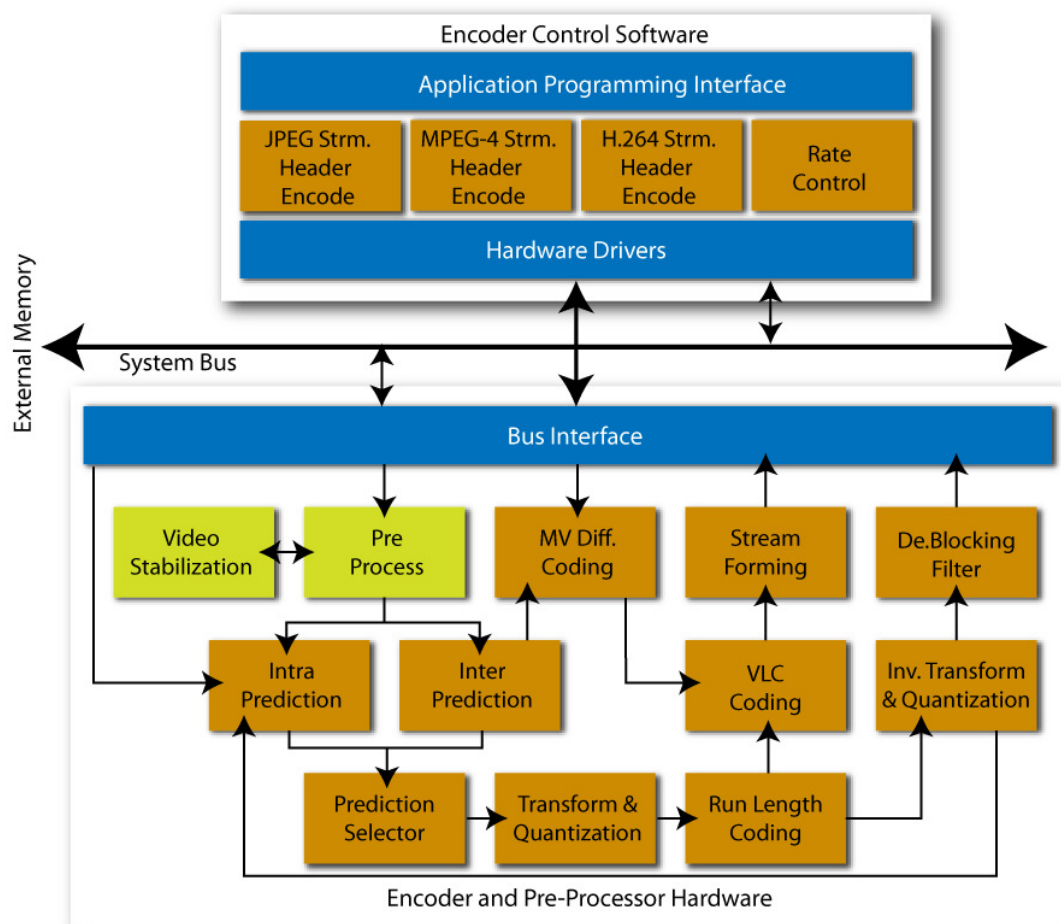 Encoder Control Software
Application Programming Interface
JPEG Strm.
Header
Encode
MPEG-4 Strm.
Header
Encode
H.264 Strm.
Header
Encode
Rate
Control
Hardware Drivers
External Memory
System Bus
Bus Interface
Video
Stabilization
Pre
Process
MV Diff.
Coding
Stream
Forming
De.Blocking
Filter
Intra
Prediction
Inter
Prediction
VLC
Coding
Inv. Transform
& Quantization
Prediction
Selector
Transform &
Quantization
Run Length
Coding
Encoder and Pre-Processor Hardware